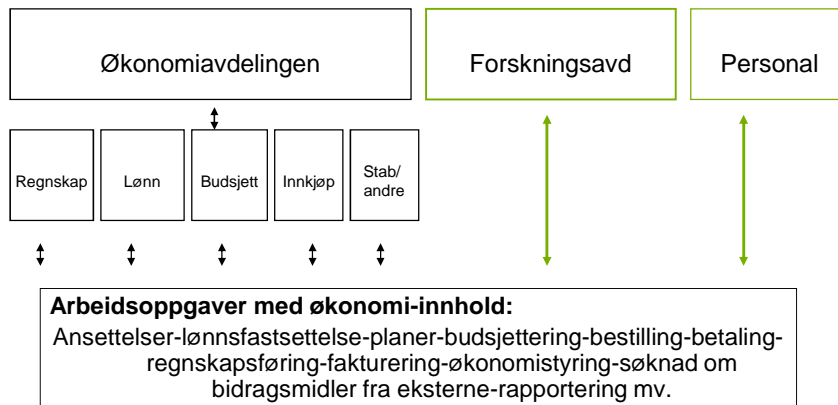 Økonomiavdelingen
Forskningsavd
Personal
Regnskap
Lønn
Budsjett
Innkjøp
Stab/
andre
Arbeidsoppgaver med økonomi-innhold:
Ansettelser-lønnsfastsettelse-planer-budsjettering-bestilling-betaling-
regnskapsføring-fakturering-økonomistyring-søknad om
bidragsmidler fra eksterne-rapportering mv.